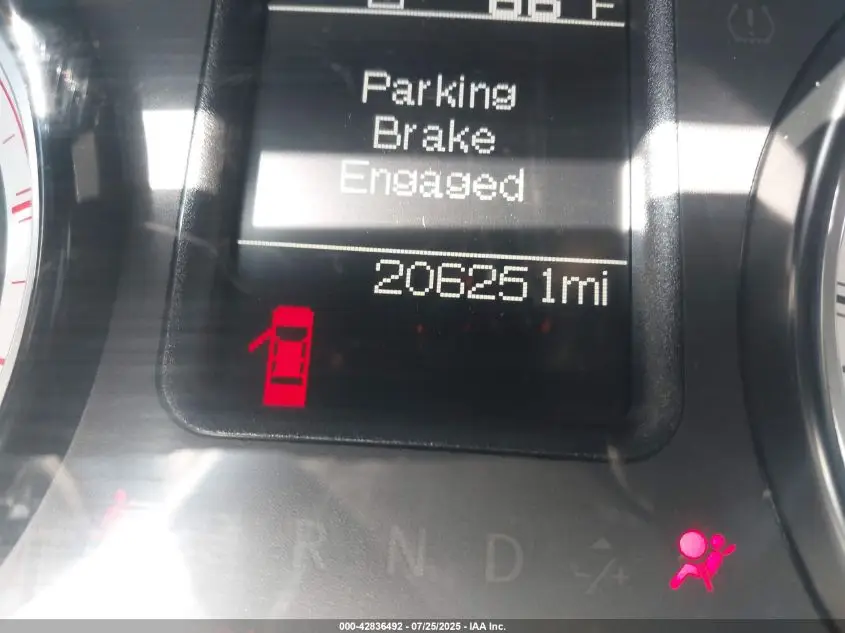 F
Parking
Brake
Engaged
206251mi
R N D -/+
000-42836492 - 07/25/2025 - IAA Inc.